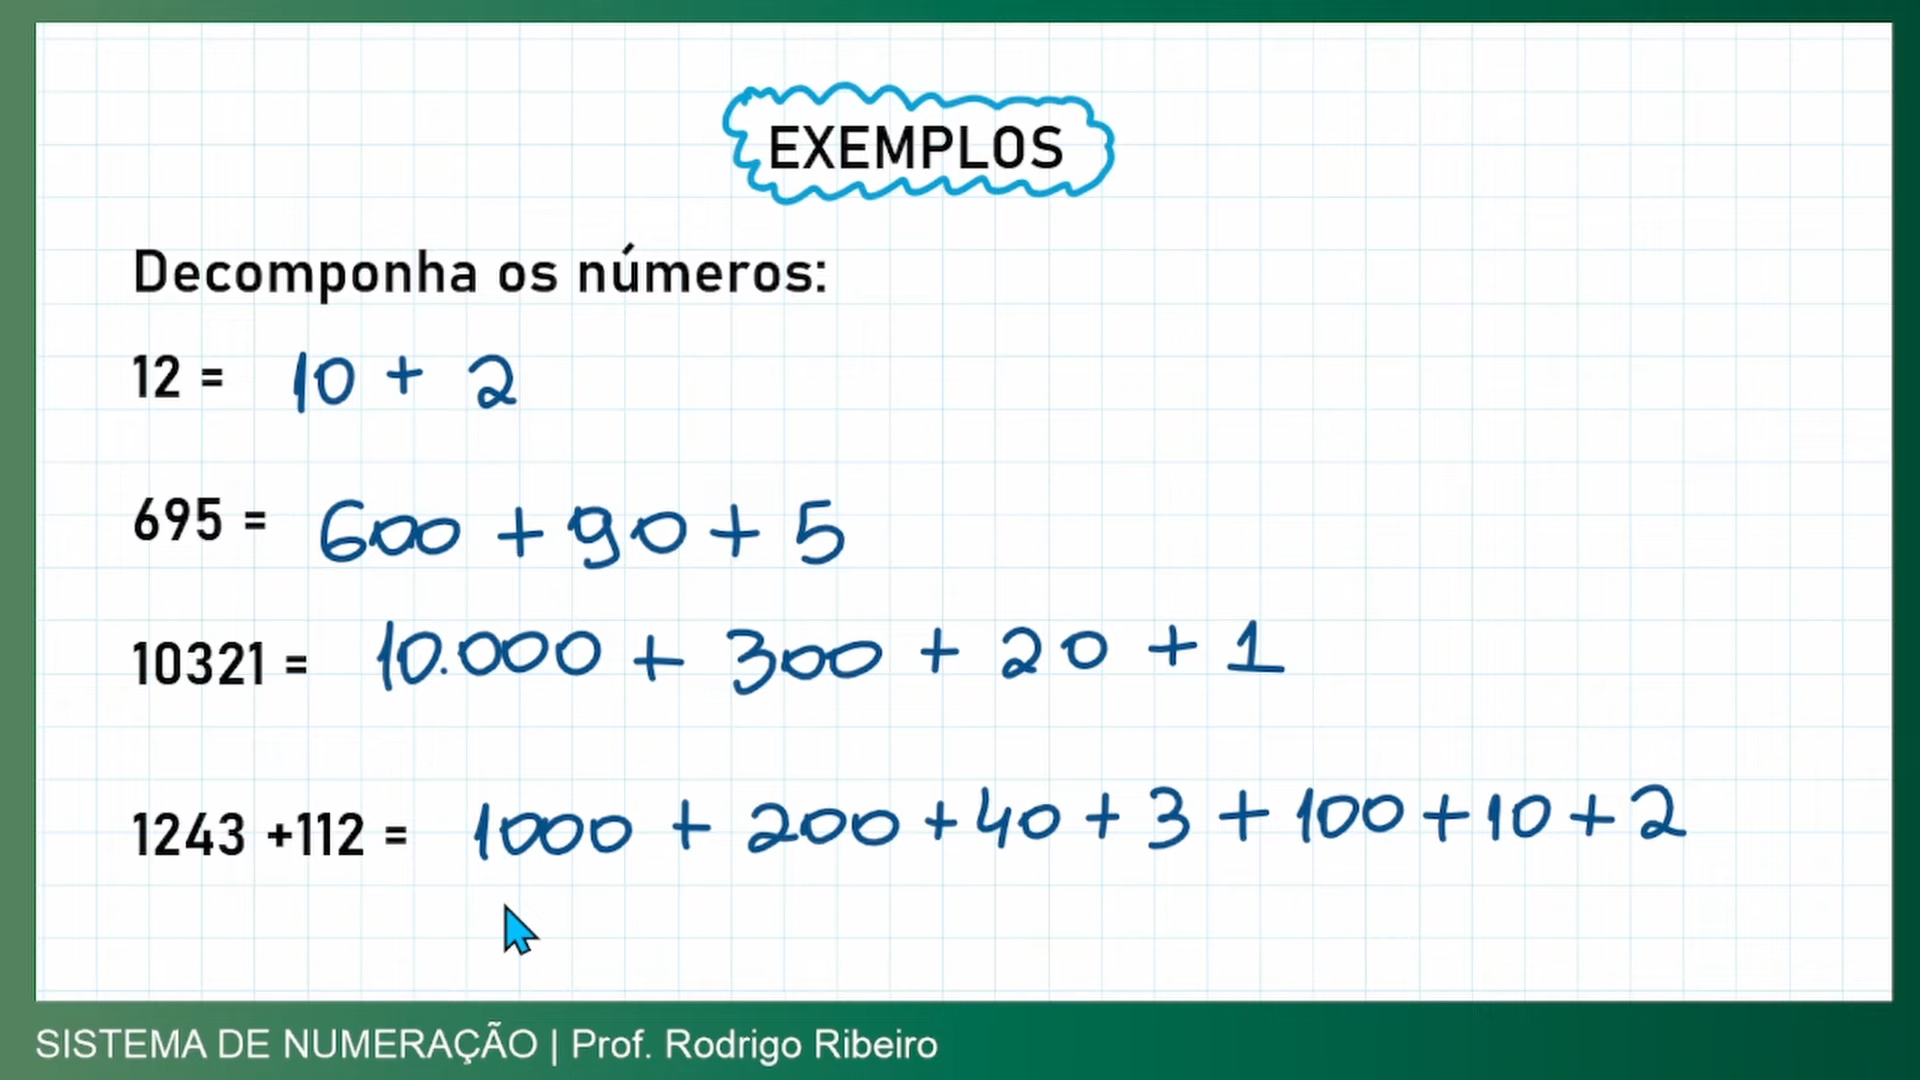 EXEMPLOS
Decomponha os números:
12 = 10 + 2
695 = 600 + 90 + 5
10321 = 10.000 + 300 + 20 + 1
1243 +112 = 1000 + 200 + 40 + 3 + 100 + 10 + 2
SISTEMA DE NUMERAÇÃO | Prof. Rodrigo Ribeiro